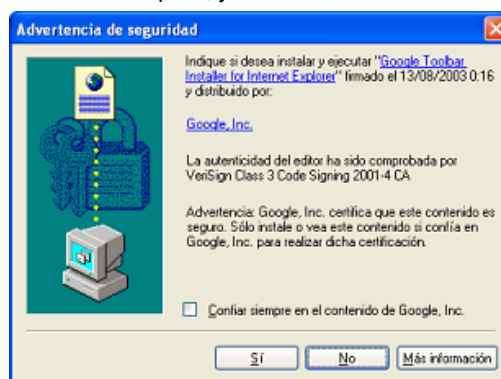 Advertencia de seguridad
Indique si desea instalar y ejecutar "Google Toolbar
Installer for Internet Explorer" firmado el 13/08/2003 0:16
y distribuido por:
Google, Inc.
La autenticidad del editor ha sido comprobada por
VeriSign Class 3 Code Signing 2001-4 CA
Advertencia: Google, Inc. certifica que este contenido es
seguro. Sólo instale o vea este contenido si confía en
Google, Inc. para realizar dicha certificación.
Confiar siempre en el contenido de Google, Inc.
Sí
No
Más información